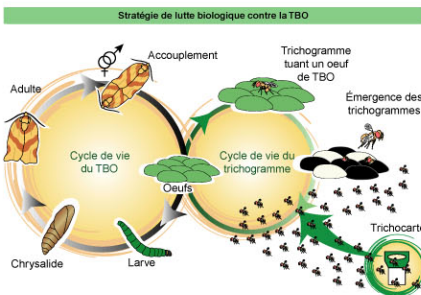 Stratégie de lutte biologique contre la TBO
Accouplement
Trichogramme
tuant un oeuf
de TBO
Adulte
Émergence des
trichogrammes
Cycle de vie
du TBO
Cycle de vie du
trichogramme
Oeufs
Trichocarte
Chrysalide
Larve